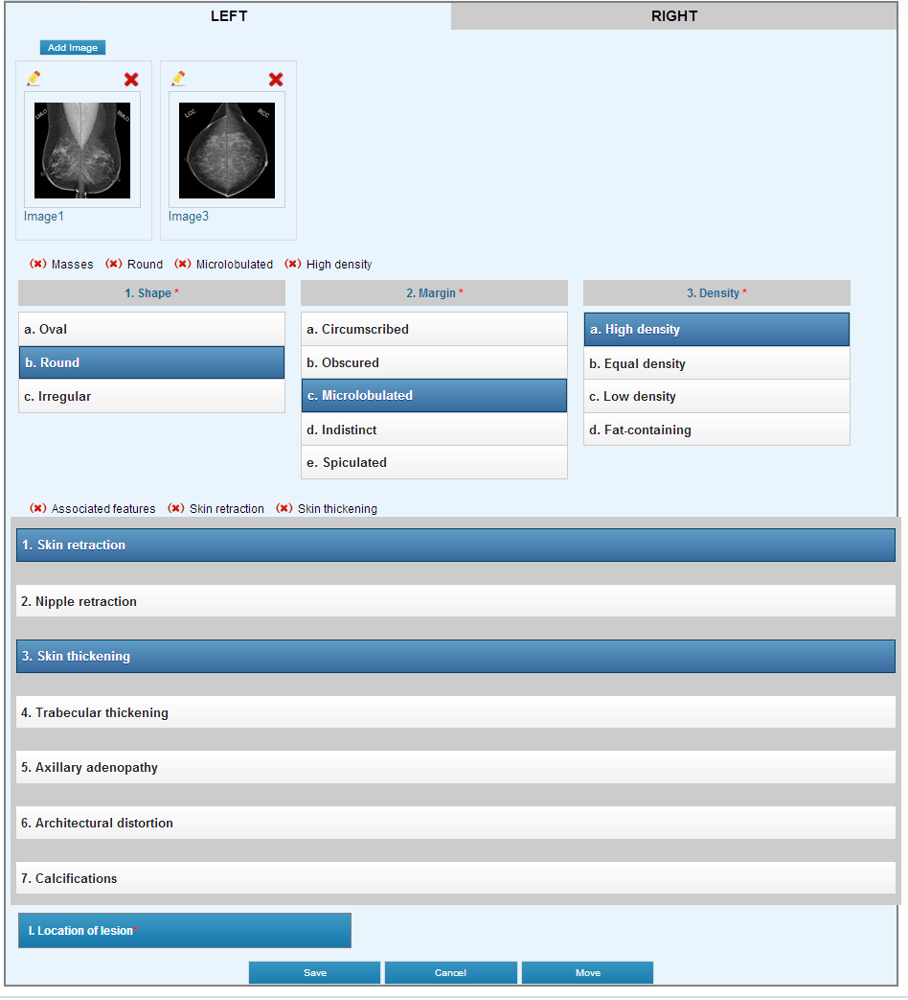 LEFT RIGHT
Add Image
LMLO RMLO LCC RCC
Image1 Image3
(×) Masses (×) Round (×) Microlobulated (×) High density
1. Shape * 2. Margin * 3. Density *
a. Oval a. Circumscribed a. High density
b. Round b. Obscured b. Equal density
c. Irregular c. Microlobulated c. Low density
d. Indistinct d. Fat-containing
e. Spiculated
(×) Associated features (×) Skin retraction (×) Skin thickening
1. Skin retraction
2. Nipple retraction
3. Skin thickening
4. Trabecular thickening
5. Axillary adenopathy
6. Architectural distortion
7. Calcifications
I. Location of lesion*
Save Cancel Move